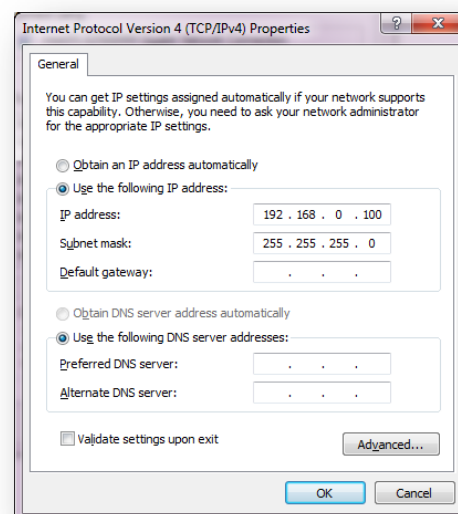 Internet Protocol Version 4 (TCP/IPv4) Properties
?
X
General
You can get IP settings assigned automatically if your network supports
this capability. Otherwise, you need to ask your network administrator
for the appropriate IP settings.
Obtain an IP address automatically
Use the following IP address:
IP address: 192 . 168 . 0 . 100
Subnet mask: 255 . 255 . 255 . 0
Default gateway: . . .
Obtain DNS server address automatically
Use the following DNS server addresses:
Preferred DNS server: . . .
Alternate DNS server: . . .
Validate settings upon exit
Advanced...
OK Cancel